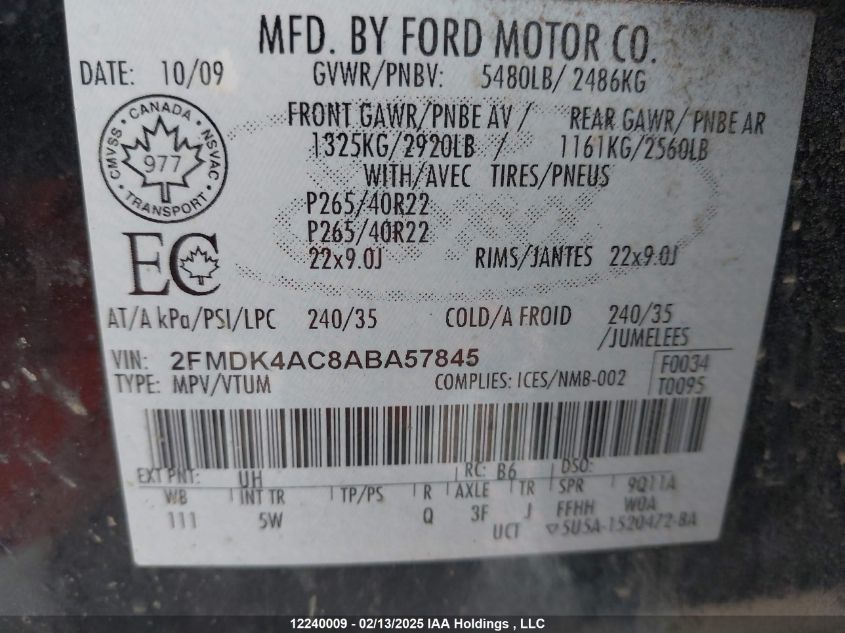 MFD. BY FORD MOTOR CO.
DATE: 10/09 GVWR/PNBV: 5480LB/ 2486KG
CANADA CMVSS NSVAC TRANSPORT
977
FRONT GAWR/PNBE AV / REAR GAWR/ PNBE AR
1325KG/2920LB / 1161KG/2560LB
WITH/AVEC TIRES/PNEUS
P265/40R22
P265/40R22
EC
22x9.0J RIMS/JANTES 22x9.0J
AT/A kPa/PSI/LPC 240/35 COLD/A FROID 240/35
/JUMELEES
VIN: 2FMDK4AC8ABA57845 F0034
TYPE: MPV/VTUM COMPLIES: ICES/NMB-002 T0095
EXT PNT: UH RC: B6 DSO:
WB INT TR TP/PS R AXLE TR SPR 9Q11A
111 5W Q 3F J FFHH W0A
UCT 5U5A-1520472-BA
12240009 - 02/13/2025 IAA Holdings , LLC